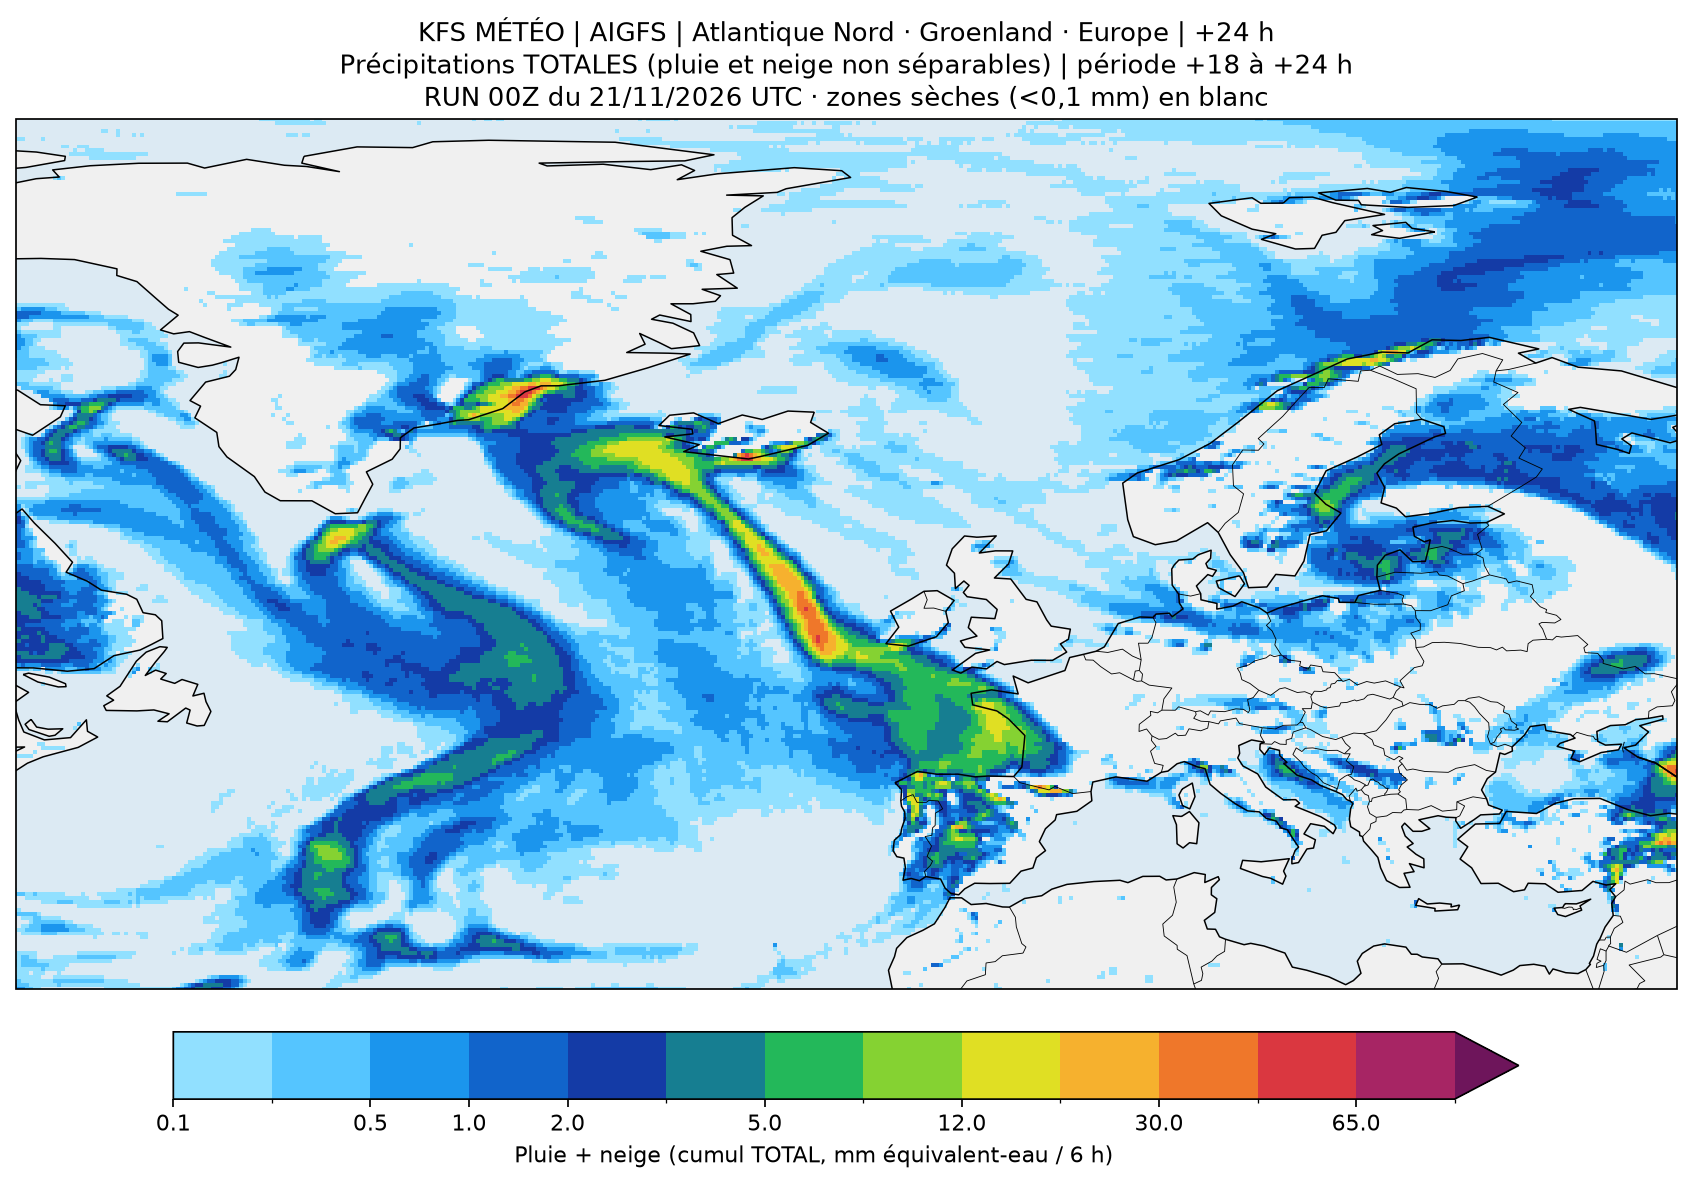 KFS MÉTÉO | AIGFS | Atlantique Nord · Groenland · Europe | +24 h
Précipitations TOTALES (pluie et neige non séparables) | période +18 à +24 h
RUN 00Z du 21/11/2026 UTC · zones sèches (<0,1 mm) en blanc
0.1 0.5 1.0 2.0 5.0 12.0 30.0 65.0
Pluie + neige (cumul TOTAL, mm équivalent-eau / 6 h)